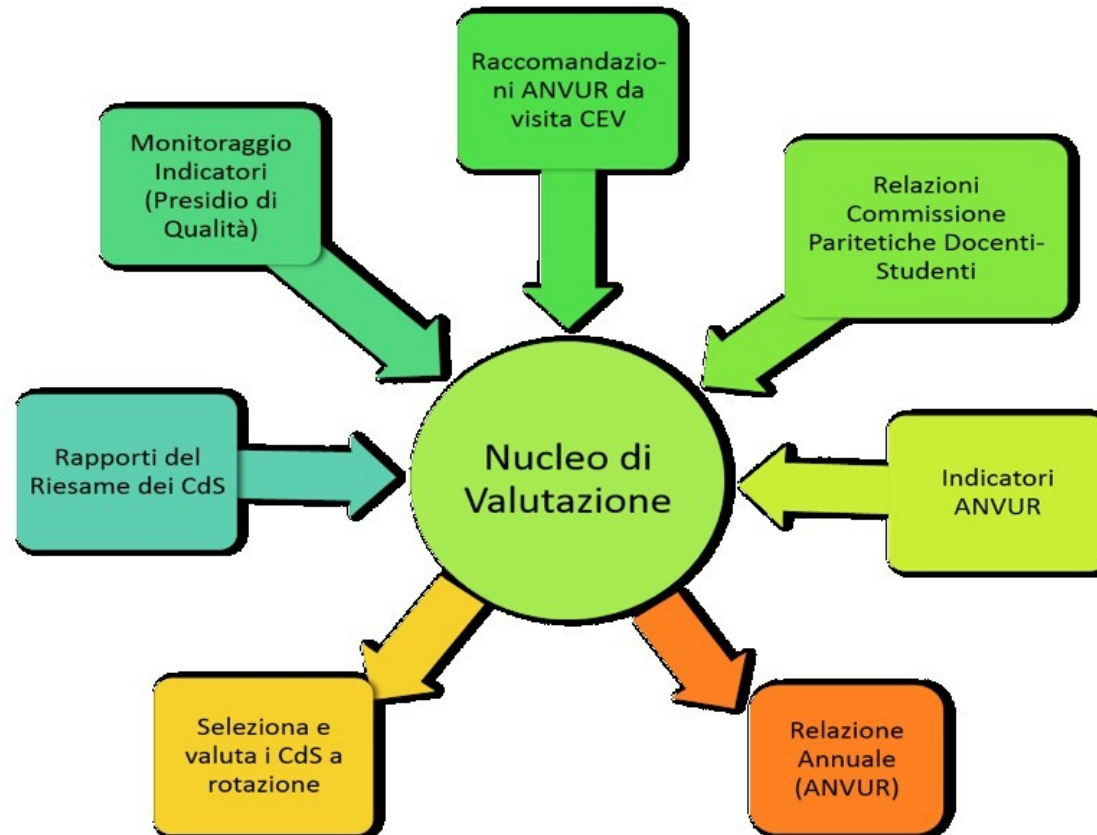 Raccomandazio-
ni ANVUR da
visita CEV
Monitoraggio
Indicatori
(Presidio di
Qualità)
Relazioni
Commissione
Paritetiche Docenti-
Studenti
Rapporti del
Riesame dei CdS
Nucleo di
Valutazione
Indicatori
ANVUR
Seleziona e
valuta i CdS a
rotazione
Relazione
Annuale
(ANVUR)